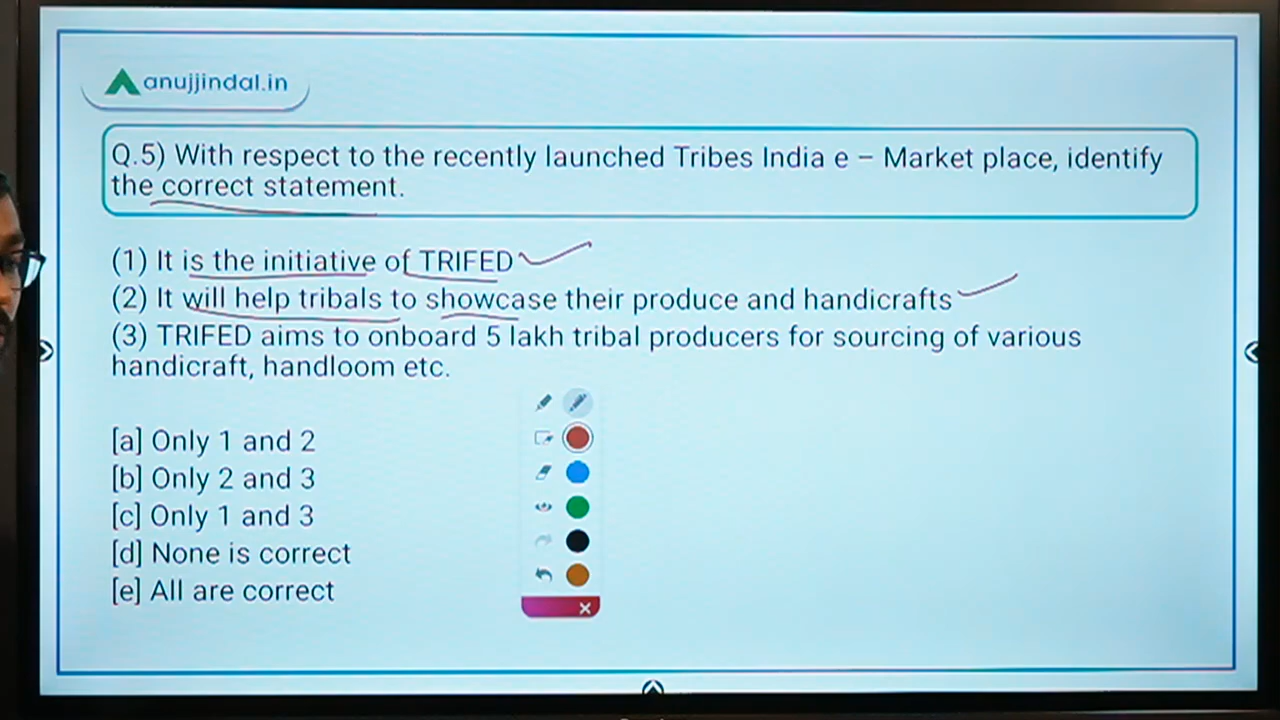 anujjindal.in
Q.5) With respect to the recently launched Tribes India e – Market place, identify
the correct statement.
(1) It is the initiative of TRIFED
(2) It will help tribals to showcase their produce and handicrafts
(3) TRIFED aims to onboard 5 lakh tribal producers for sourcing of various
handicraft, handloom etc.
[a] Only 1 and 2
[b] Only 2 and 3
[c] Only 1 and 3
[d] None is correct
[e] All are correct